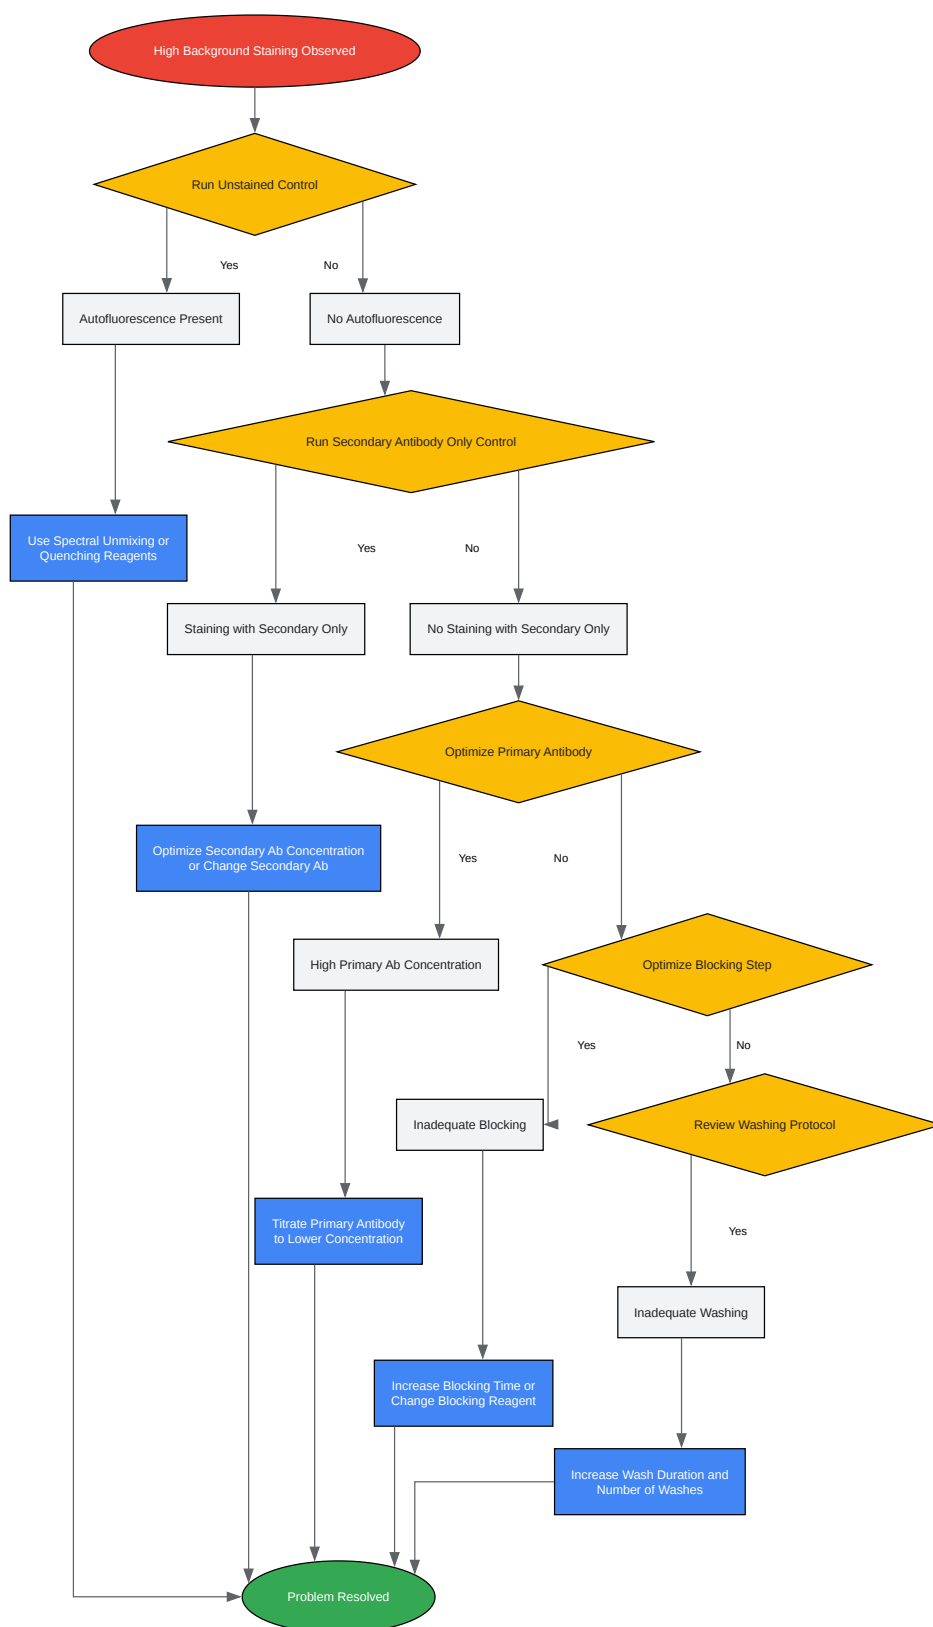 High Background Staining Observed
Run Unstained Control
Yes
No
Autofluorescence Present
No Autofluorescence
Run Secondary Antibody Only Control
Use Spectral Unmixing or
Quenching Reagents
Yes
No
Staining with Secondary Only
No Staining with Secondary Only
Optimize Primary Antibody
Optimize Secondary Ab Concentration
or Change Secondary Ab
Yes
No
High Primary Ab Concentration
Optimize Blocking Step
Yes
No
Inadequate Blocking
Review Washing Protocol
Titrate Primary Antibody
to Lower Concentration
Yes
Inadequate Washing
Increase Blocking Time or
Change Blocking Reagent
Increase Wash Duration and
Number of Washes
Problem Resolved